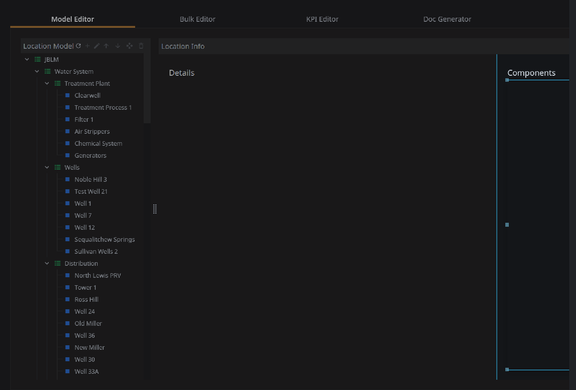 Model Editor
Bulk Editor
KPI Editor
Doc Generator
Location Model
Location Info
JBLM
Water System
Treatment Plant
Clearwell
Treatment Process 1
Filter 1
Air Strippers
Chemical System
Generators
Wells
Noble Hill 3
Test Well 21
Well 1
Well 7
Well 12
Sequalitchew Springs
Sullivan Wells 2
Distribution
North Lewis PRV
Tower 1
Ross Hill
Well 24
Old Miller
Well 36
New Miller
Well 39
Well 33A
Details
Components